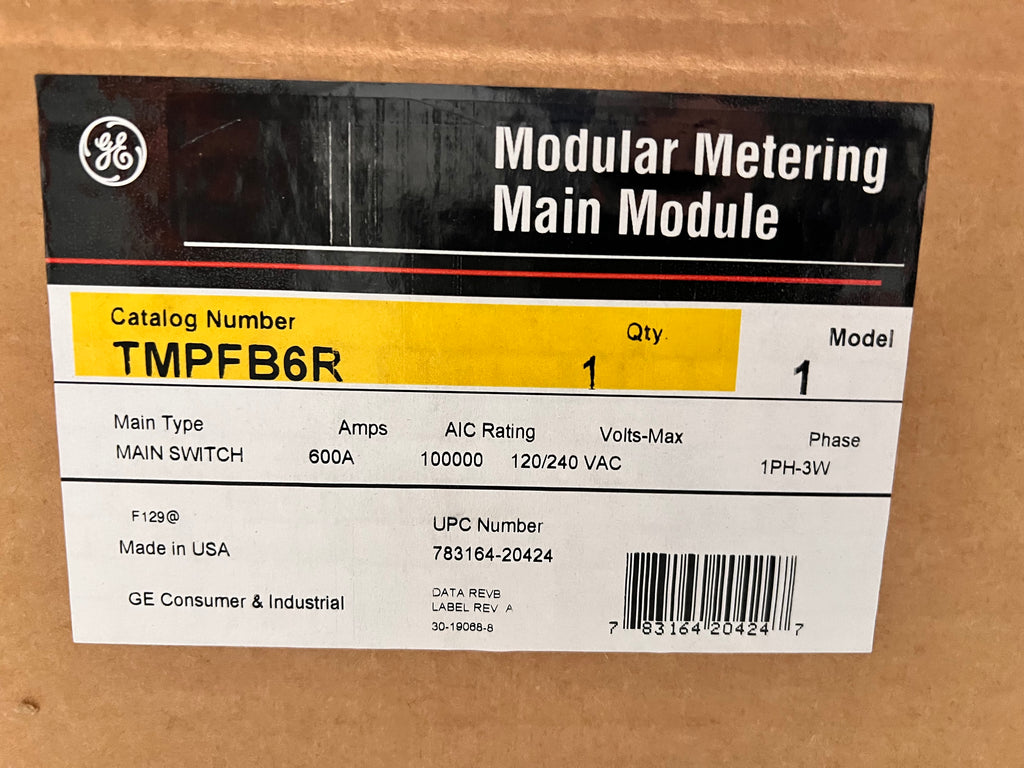 GE
Modular Metering
Main Module
Catalog Number Qty. Model
TMPFB6R 1 1
Main Type Amps AIC Rating Volts-Max Phase
MAIN SWITCH 600A 100000 120/240 VAC 1PH-3W
F129@ UPC Number
Made in USA 783164-20424
GE Consumer & Industrial DATA REVB
LABEL REV A
30-19068-8
7 83164 20424 7